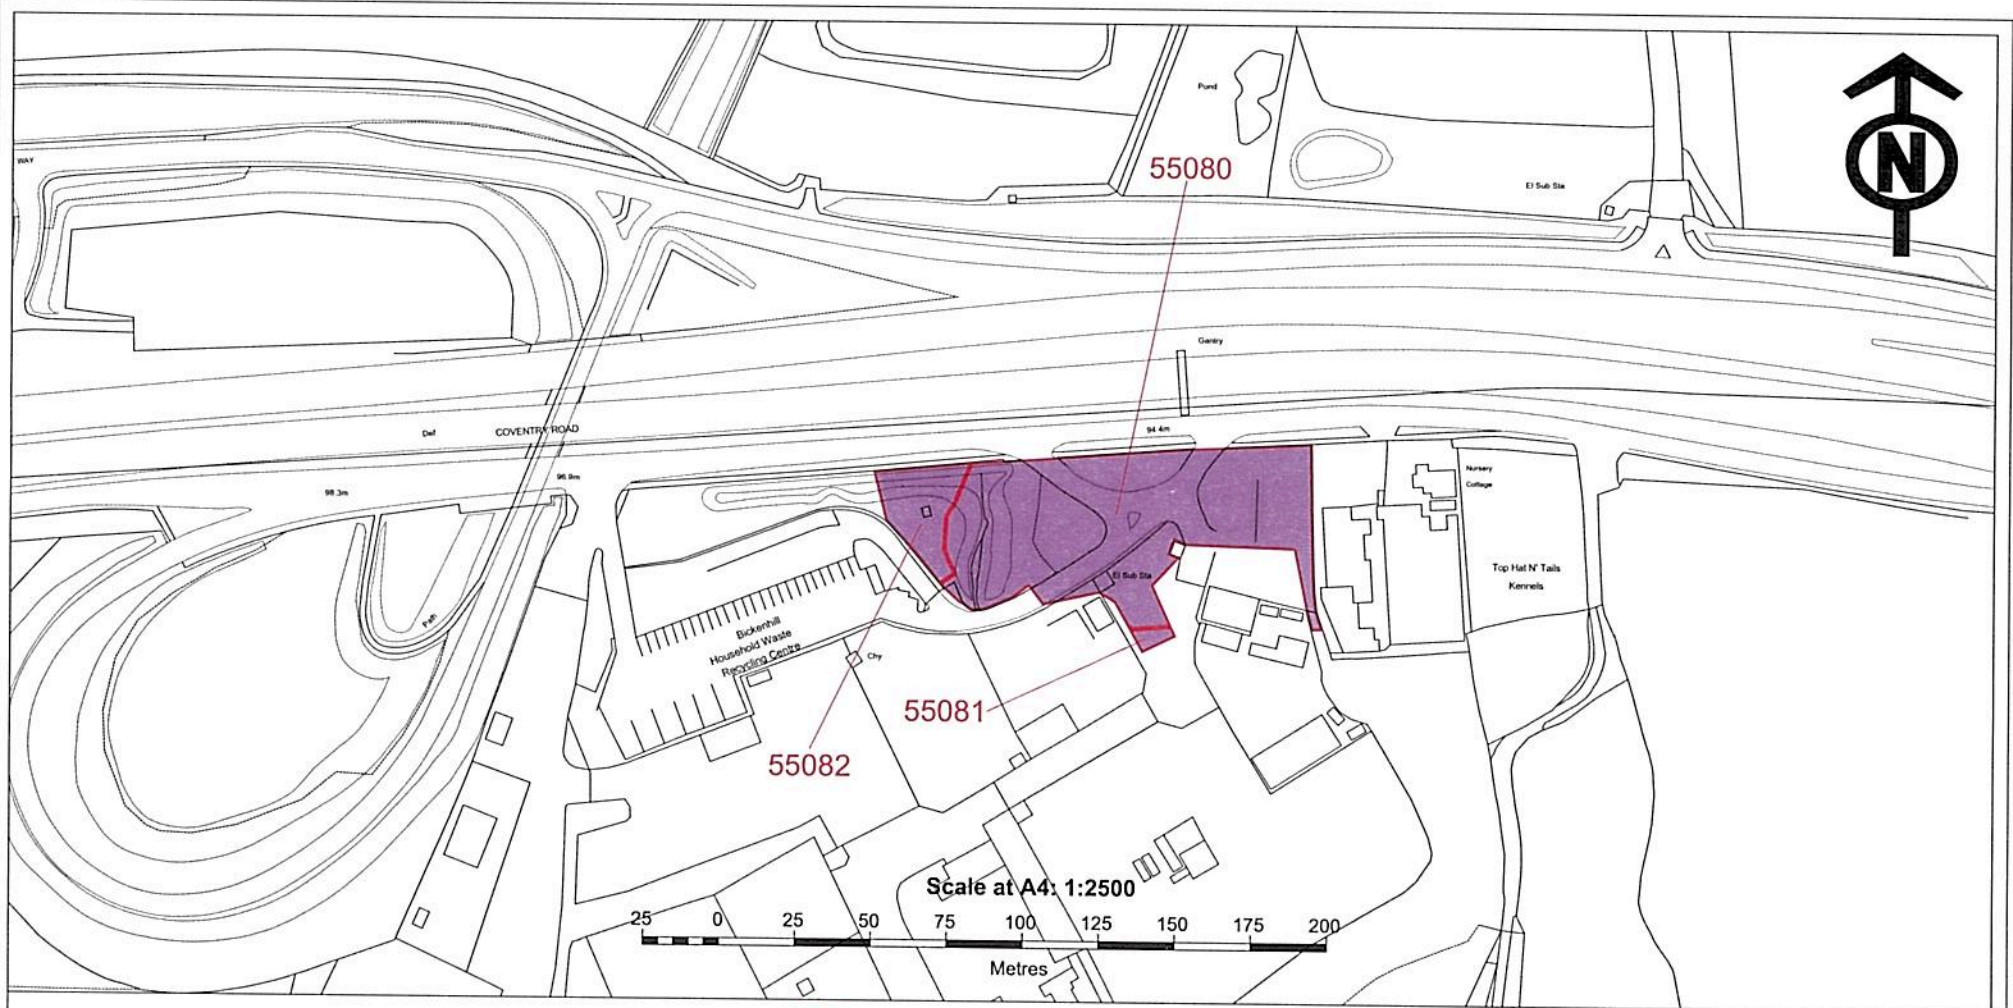 Pond
55080
WAY
El Sub Sta
N
Gantry
94.4m
Def
COVENTRY ROAD
96.9m
98.3m
Nursery
Cottage
Top Hat N' Tails
Kennels
El Sub Sta
Path
Bickenhill
Household Waste
Recycling Centre
Chy
55081
55082
Scale at A4: 1:2500
25 0 25 50 75 100 125 150 175 200
Metres